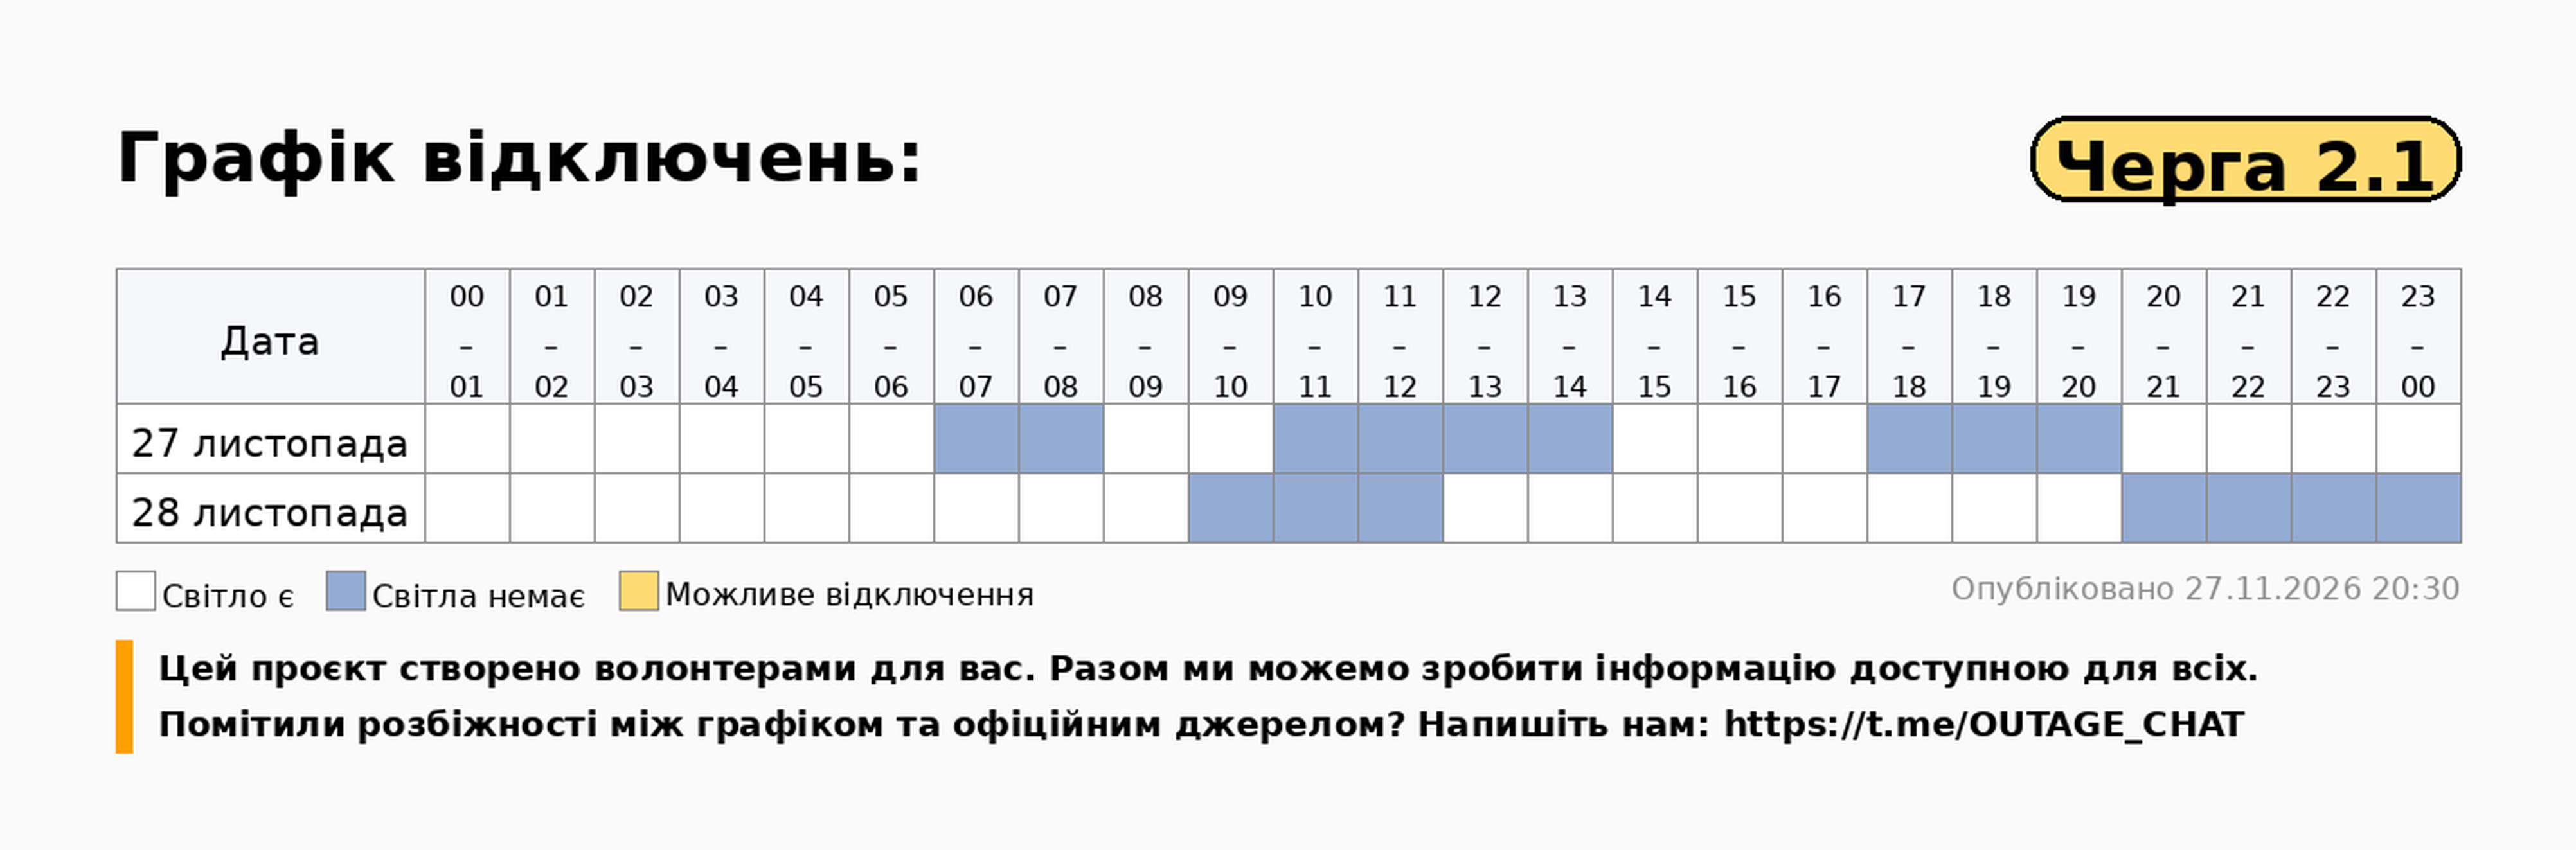 Графік відключень:
Черга 2.1
Дата 00–01 01–02 02–03 03–04 04–05 05–06 06–07 07–08 08–09 09–10 10–11 11–12 12–13 13–14 14–15 15–16 16–17 17–18 18–19 19–20 20–21 21–22 22–23 23–00
27 листопада
28 листопада
Світло є Світла немає Можливе відключення
Опубліковано 27.11.2026 20:30
Цей проєкт створено волонтерами для вас. Разом ми можемо зробити інформацію доступною для всіх.
Помітили розбіжності між графіком та офіційним джерелом? Напишіть нам: https://t.me/OUTAGE_CHAT